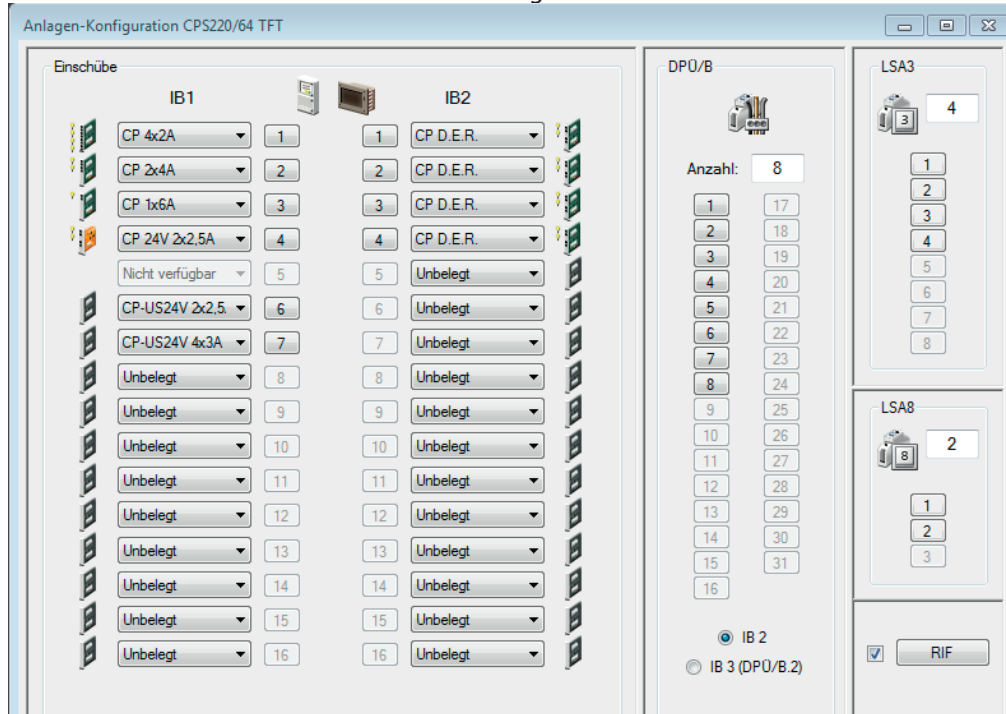 Anlagen-Konfiguration CPS220/64 TFT
Einschübe
IB1 IB2
CP 4x2A 1 1 CP D.E.R.
CP 2x4A 2 2 CP D.E.R.
CP 1x6A 3 3 CP D.E.R.
CP 24V 2x2,5A 4 4 CP D.E.R.
Nicht verfügbar 5 5 Unbelegt
CP-US24V 2x2,5. 6 6 Unbelegt
CP-US24V 4x3A 7 7 Unbelegt
Unbelegt 8 8 Unbelegt
Unbelegt 9 9 Unbelegt
Unbelegt 10 10 Unbelegt
Unbelegt 11 11 Unbelegt
Unbelegt 12 12 Unbelegt
Unbelegt 13 13 Unbelegt
Unbelegt 14 14 Unbelegt
Unbelegt 15 15 Unbelegt
Unbelegt 16 16 Unbelegt
DPÜ/B
Anzahl: 8
1 17
2 18
3 19
4 20
5 21
6 22
7 23
8 24
9 25
10 26
11 27
12 28
13 29
14 30
15 31
16
IB 2
IB 3 (DPÜ/B.2)
LSA3
3 4
1
2
3
4
5
6
7
8
LSA8
8 2
1
2
3
RIF